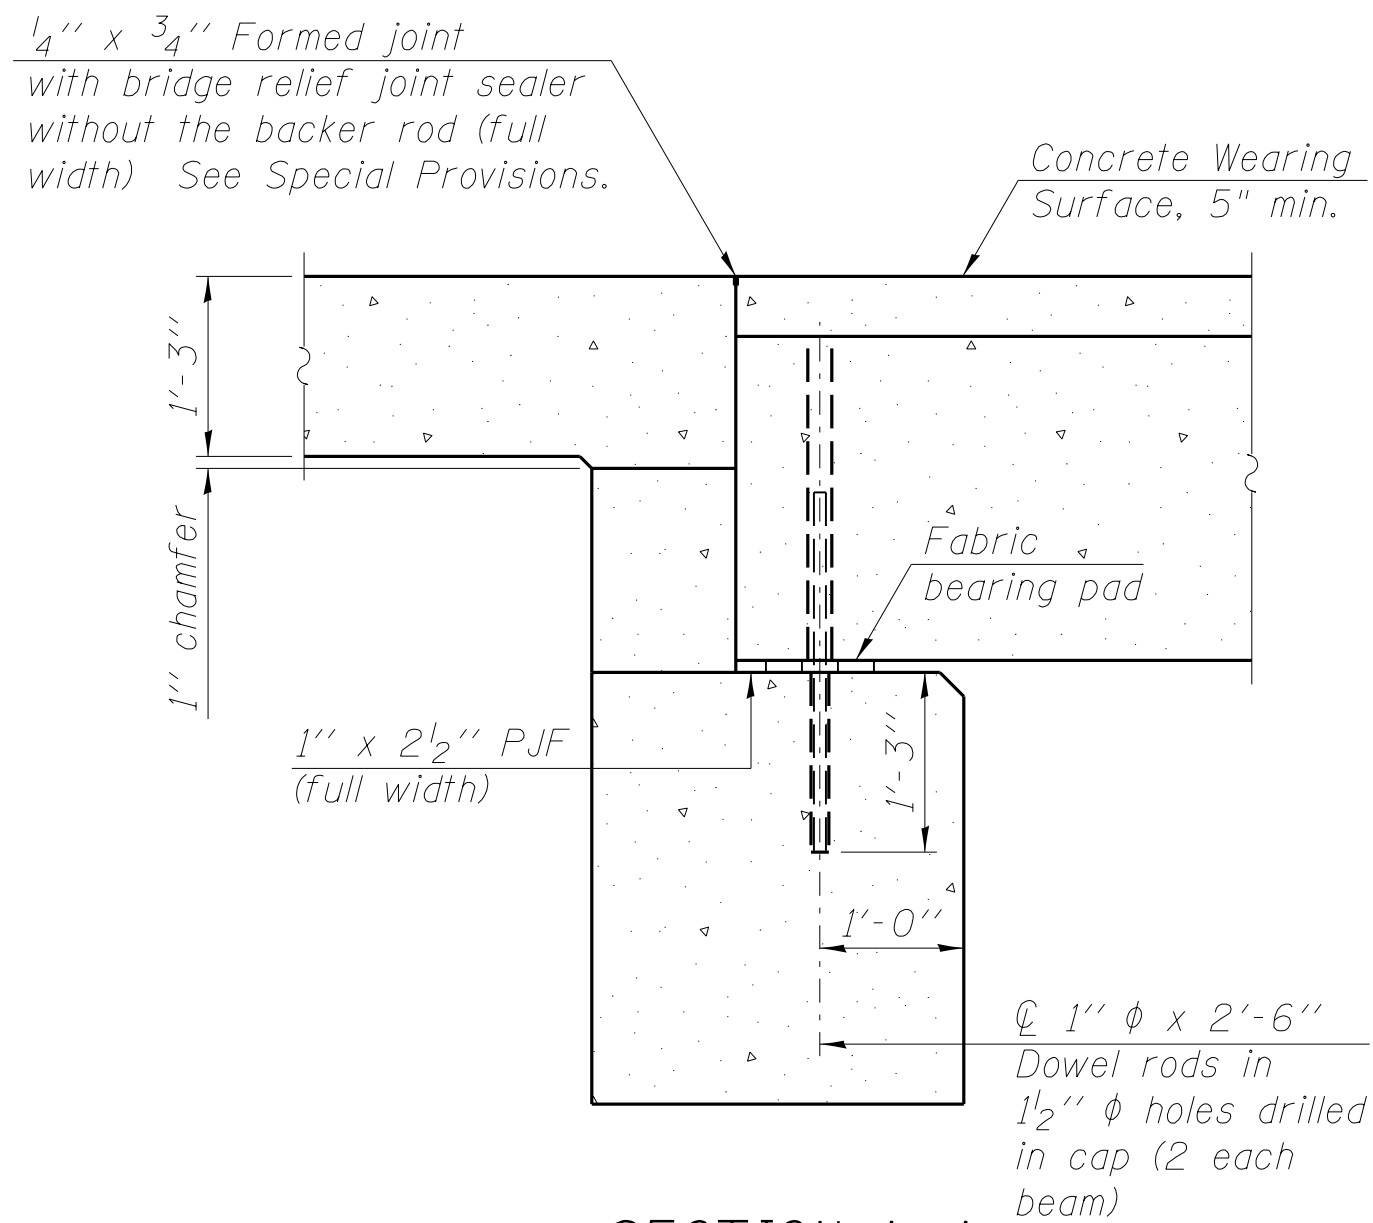 1/4" x 3/4" Formed joint
with bridge relief joint sealer
without the backer rod (full
width) See Special Provisions.
Concrete Wearing
Surface, 5" min.
1'-3"
1" chamfer
Fabric
bearing pad
1" x 2 1/2" PJF
(full width)
1'-3"
1'-0"
℄ 1" ϕ x 2'-6"
Dowel rods in
1 1/2" ϕ holes drilled
in cap (2 each
beam)